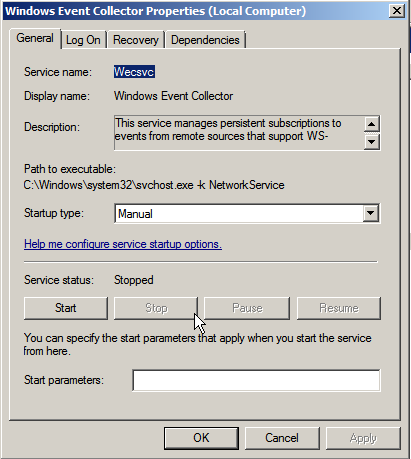 Windows Event Collector Properties (Local Computer)
General Log On Recovery Dependencies
Service name: Wecsvc
Display name: Windows Event Collector
Description: This service manages persistent subscriptions to
events from remote sources that support WS-
Path to executable:
C:\Windows\system32\svchost.exe -k NetworkService
Startup type: Manual
Help me configure service startup options.
Service status: Stopped
Start Stop Pause Resume
You can specify the start parameters that apply when you start the service
from here.
Start parameters:
OK Cancel Apply